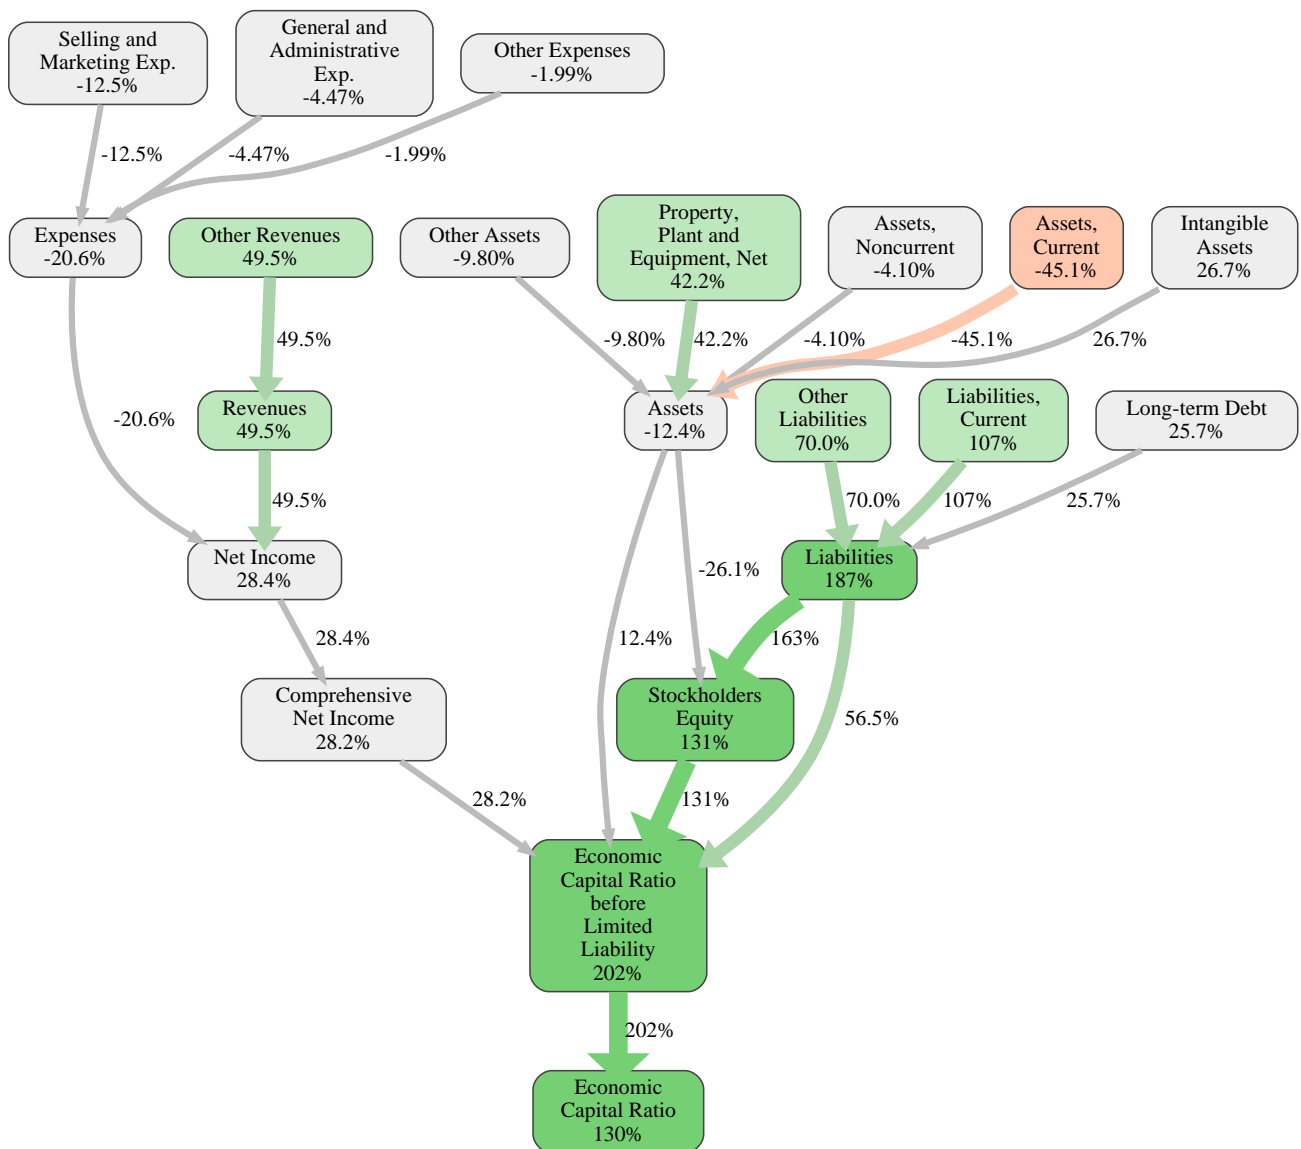 Selling and
Marketing Exp.
-12.5%
General and
Administrative
Exp.
-4.47%
Other Expenses
-1.99%
-12.5%
-4.47%
-1.99%
Expenses
-20.6%
Other Revenues
49.5%
Other Assets
-9.80%
Property,
Plant and
Equipment, Net
42.2%
Assets,
Noncurrent
-4.10%
Assets,
Current
-45.1%
Intangible
Assets
26.7%
49.5%
-9.80%
42.2%
-4.10%
-45.1%
26.7%
-20.6%
Revenues
49.5%
Assets
-12.4%
Other
Liabilities
70.0%
Liabilities,
Current
107%
Long-term Debt
25.7%
49.5%
70.0%
107%
25.7%
Net Income
28.4%
-26.1%
Liabilities
187%
28.4%
12.4%
163%
Comprehensive
Net Income
28.2%
Stockholders
Equity
131%
56.5%
28.2%
131%
Economic
Capital Ratio
before
Limited
Liability
202%
202%
Economic
Capital Ratio
130%